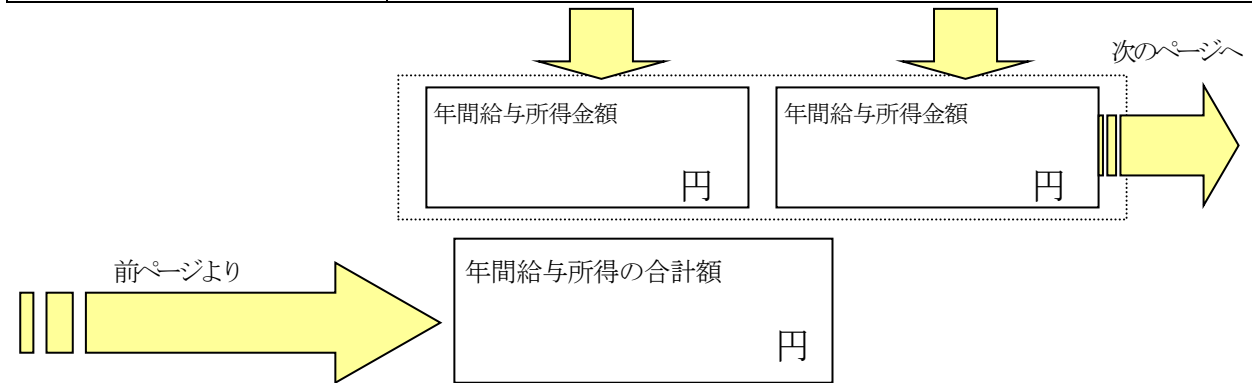 次のページへ
年間給与所得金額
円
年間給与所得金額
円
前ページより
年間給与所得の合計額
円